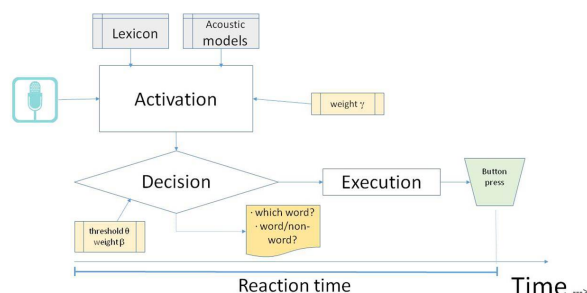 Lexicon
Acoustic
models
Activation
weight γ
Decision
Execution
Button
press
threshold θ
weight β
· which word?
· word/non-
word?
Reaction time
Time